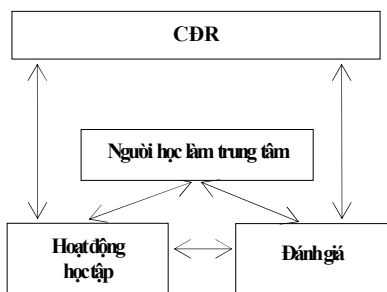 CĐR
Người học làm trung tâm
Hoạt động
học tập
Đánh giá